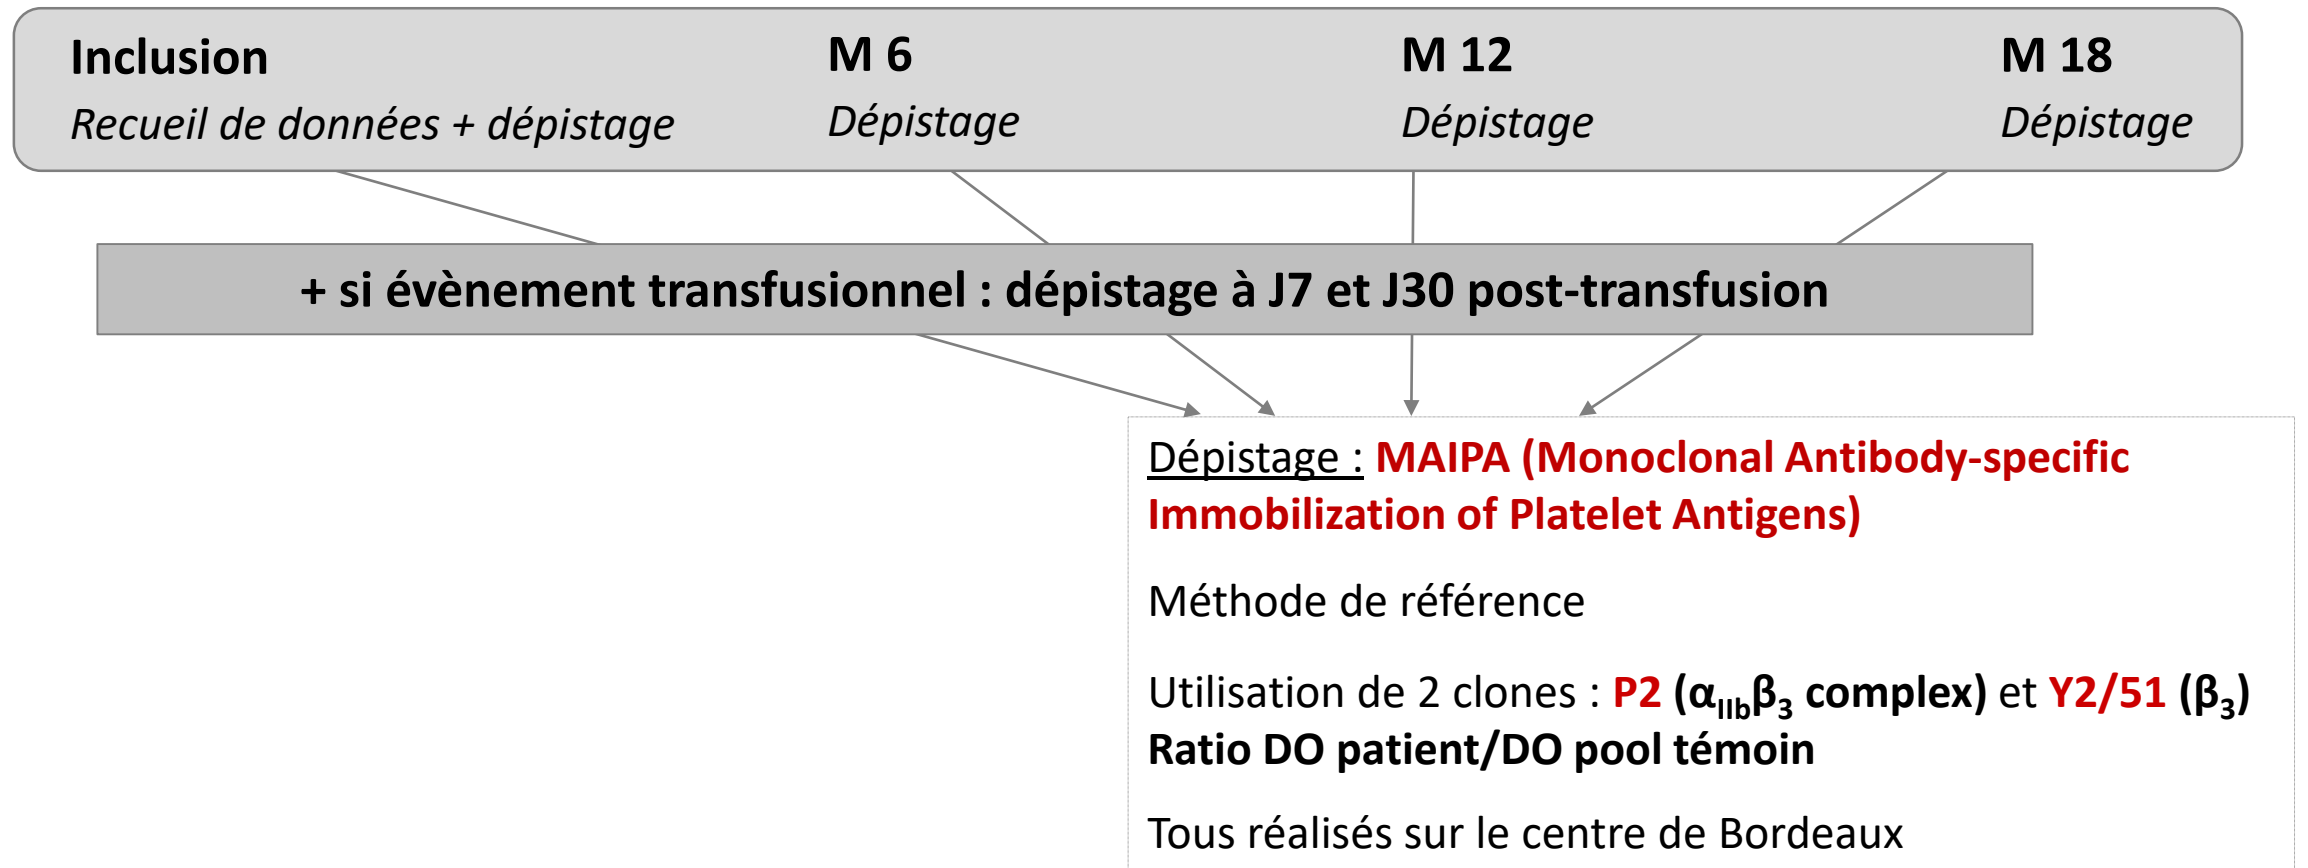 Inclusion
Recueil de données + dépistage
M 6
Dépistage
M 12
Dépistage
M 18
Dépistage
+ si évènement transfusionnel : dépistage à J7 et J30 post-transfusion
Dépistage : MAIPA (Monoclonal Antibody-specific
Immobilization of Platelet Antigens)
Méthode de référence
Utilisation de 2 clones : P2 (αIIbβ3 complex) et Y2/51 (β3)
Ratio DO patient/DO pool témoin
Tous réalisés sur le centre de Bordeaux